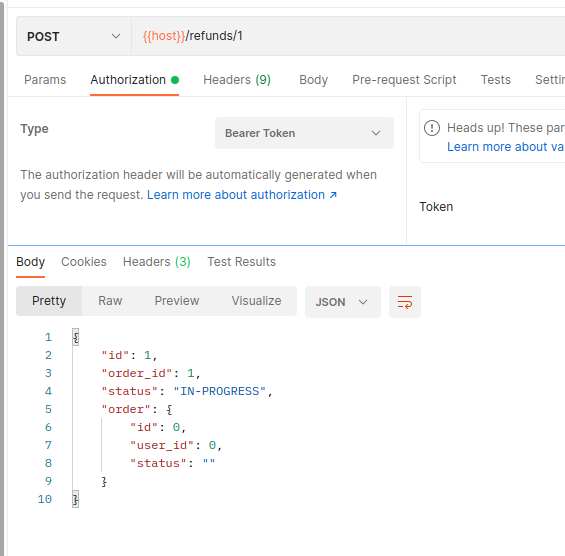 POST {{host}}/refunds/1
Params Authorization Headers (9) Body Pre-request Script Tests
Type Bearer Token
The authorization header will be automatically generated when
you send the request. Learn more about authorization ↗
Heads up! These
Learn more about
Token
Body Cookies Headers (3) Test Results
Pretty Raw Preview Visualize JSON
1 {
2 "id": 1,
3 "order_id": 1,
4 "status": "IN-PROGRESS",
5 "order": {
6 "id": 0,
7 "user_id": 0,
8 "status": ""
9 }
10 }